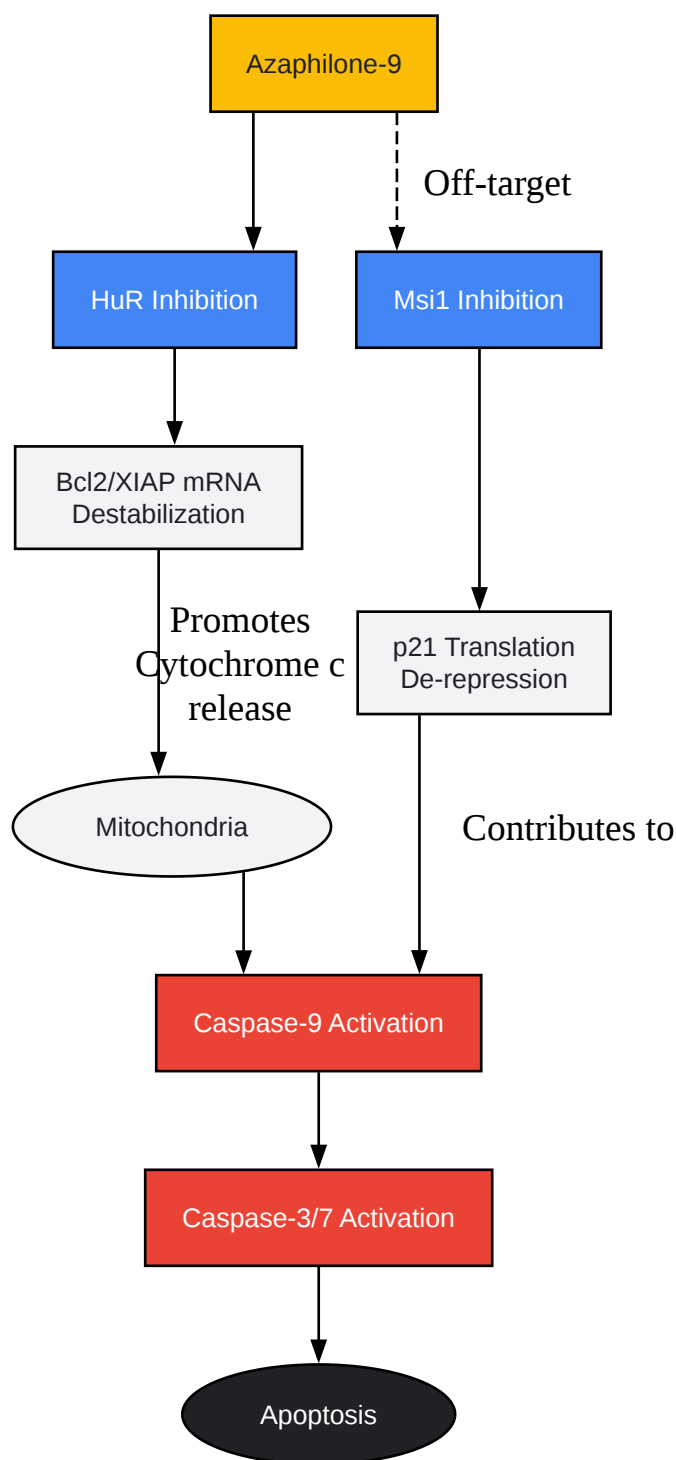 Azaphilone-9
Off-target
HuR Inhibition
Msi1 Inhibition
Bcl2/XIAP mRNA
Destabilization
Promotes
Cytochrome c
release
p21 Translation
De-repression
Mitochondria
Contributes to
Caspase-9 Activation
Caspase-3/7 Activation
Apoptosis